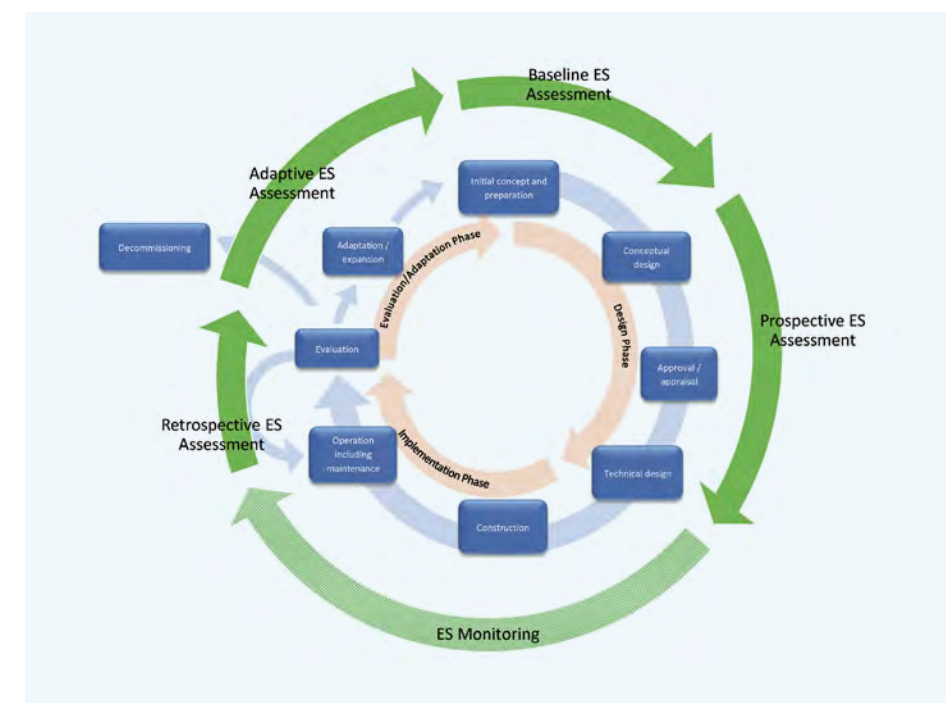 Baseline ES
Assessment
Adaptive ES
Assessment
Initial concept and
preparation
Decommissioning
Adaptation /
expansion
Evaluation/Adaptation Phase
Conceptual
design
Design Phase
Prospective ES
Assessment
Evaluation
Approval /
appraisal
Retrospective ES
Assessment
Operation
including
maintenance
Implementation Phase
Technical design
Construction
ES Monitoring